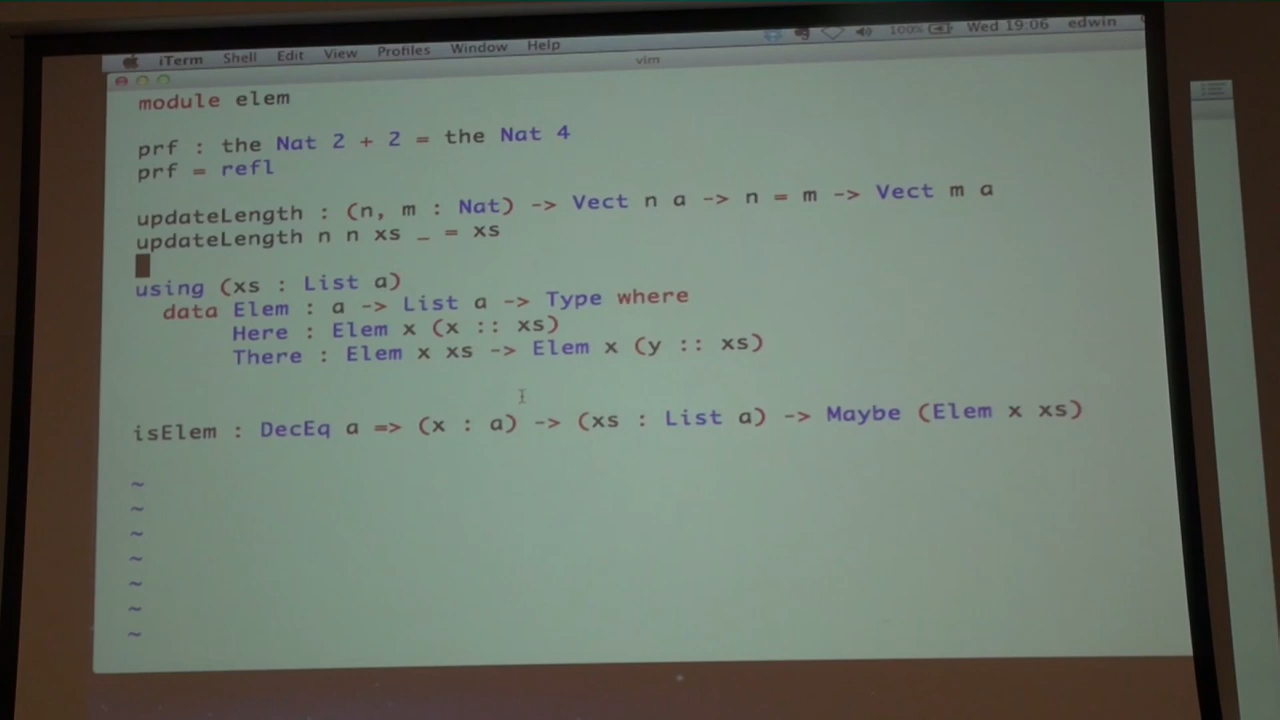 iTerm Shell Edit View Profiles Window Help 100% Wed 19:06 edwin
vim
module elem
prf : the Nat 2 + 2 = the Nat 4
prf = refl
updateLength : (n, m : Nat) -> Vect n a -> n = m -> Vect m a
updateLength n n xs _ = xs
using (xs : List a)
data Elem : a -> List a -> Type where
Here : Elem x (x :: xs)
There : Elem x xs -> Elem x (y :: xs)
isElem : DecEq a => (x : a) -> (xs : List a) -> Maybe (Elem x xs)
~
~
~
~
~
~
~